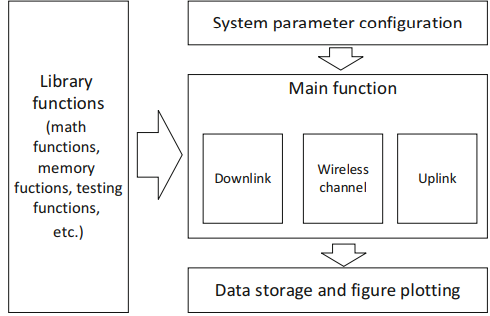 Library
functions
(math
functions,
memory
fuctions, testing
functions,
etc.)
System parameter configuration
Main function
Downlink
Wireless
channel
Uplink
Data storage and figure plotting